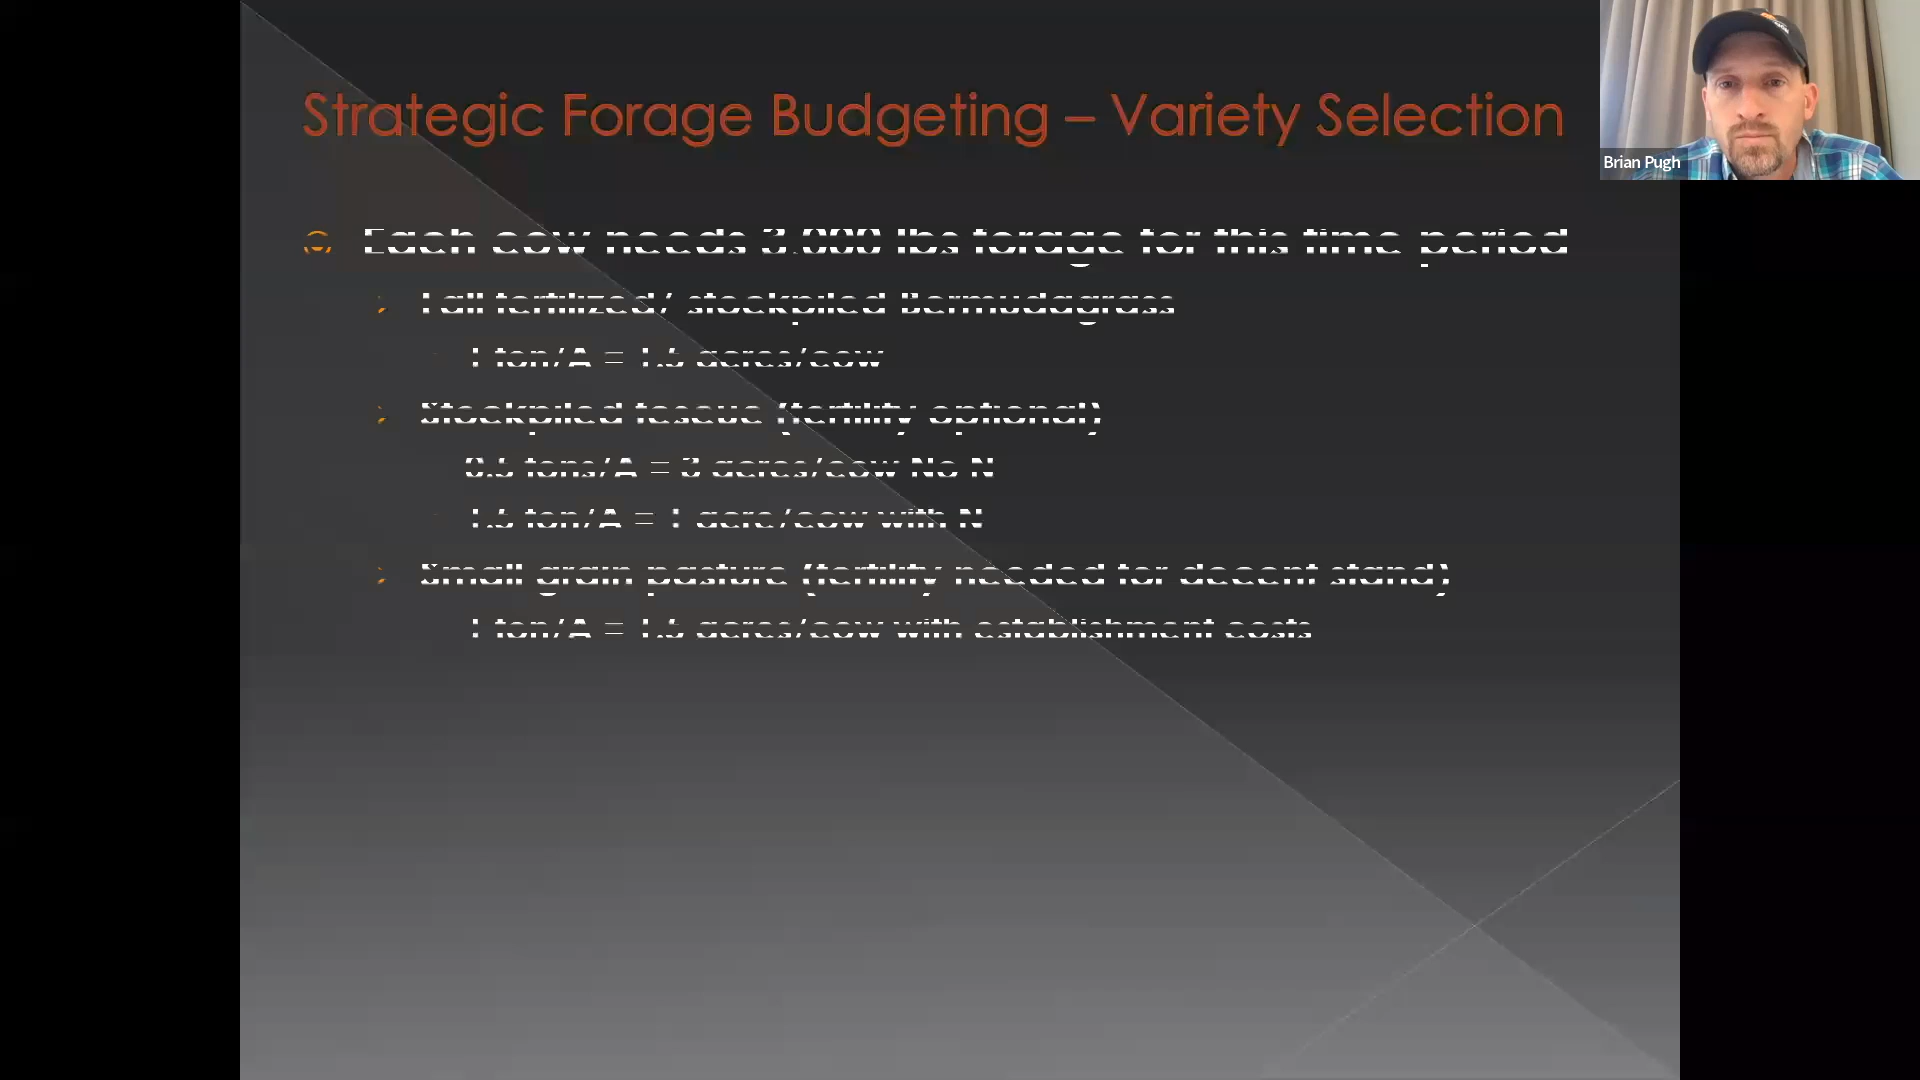 Strategic Forage Budgeting – Variety Selection
Brian Pugh
Each cow needs 3,000 lbs forage for this time period
Fall fertilized/ stockpiled Bermudagrass
1 ton/A = 1.5 acres/cow
Stockpiled fescue (fertility optional)
0.5 tons/A = 3 acres/cow No N
1.5 ton/A = 1 acre/cow with N
Small grain pasture (fertility needed for decent stand)
1 ton/A = 1.5 acres/cow with establishment costs